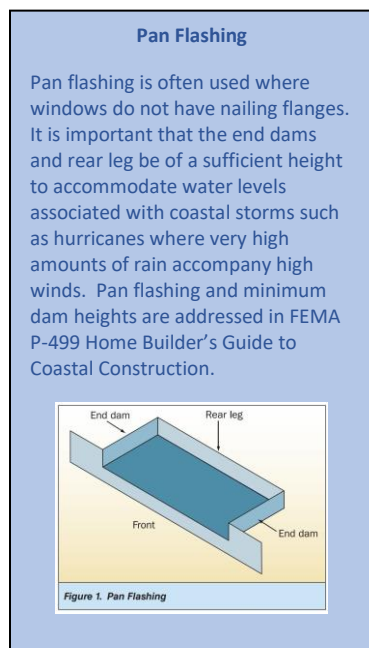 Pan Flashing
Pan flashing is often used where
windows do not have nailing flanges.
It is important that the end dams
and rear leg be of a sufficient height
to accommodate water levels
associated with coastal storms such
as hurricanes where very high
amounts of rain accompany high
winds.  Pan flashing and minimum
dam heights are addressed in FEMA
P-499 Home Builder’s Guide to
Coastal Construction.
End dam
Rear leg
Front
End dam
Figure 1.  Pan Flashing